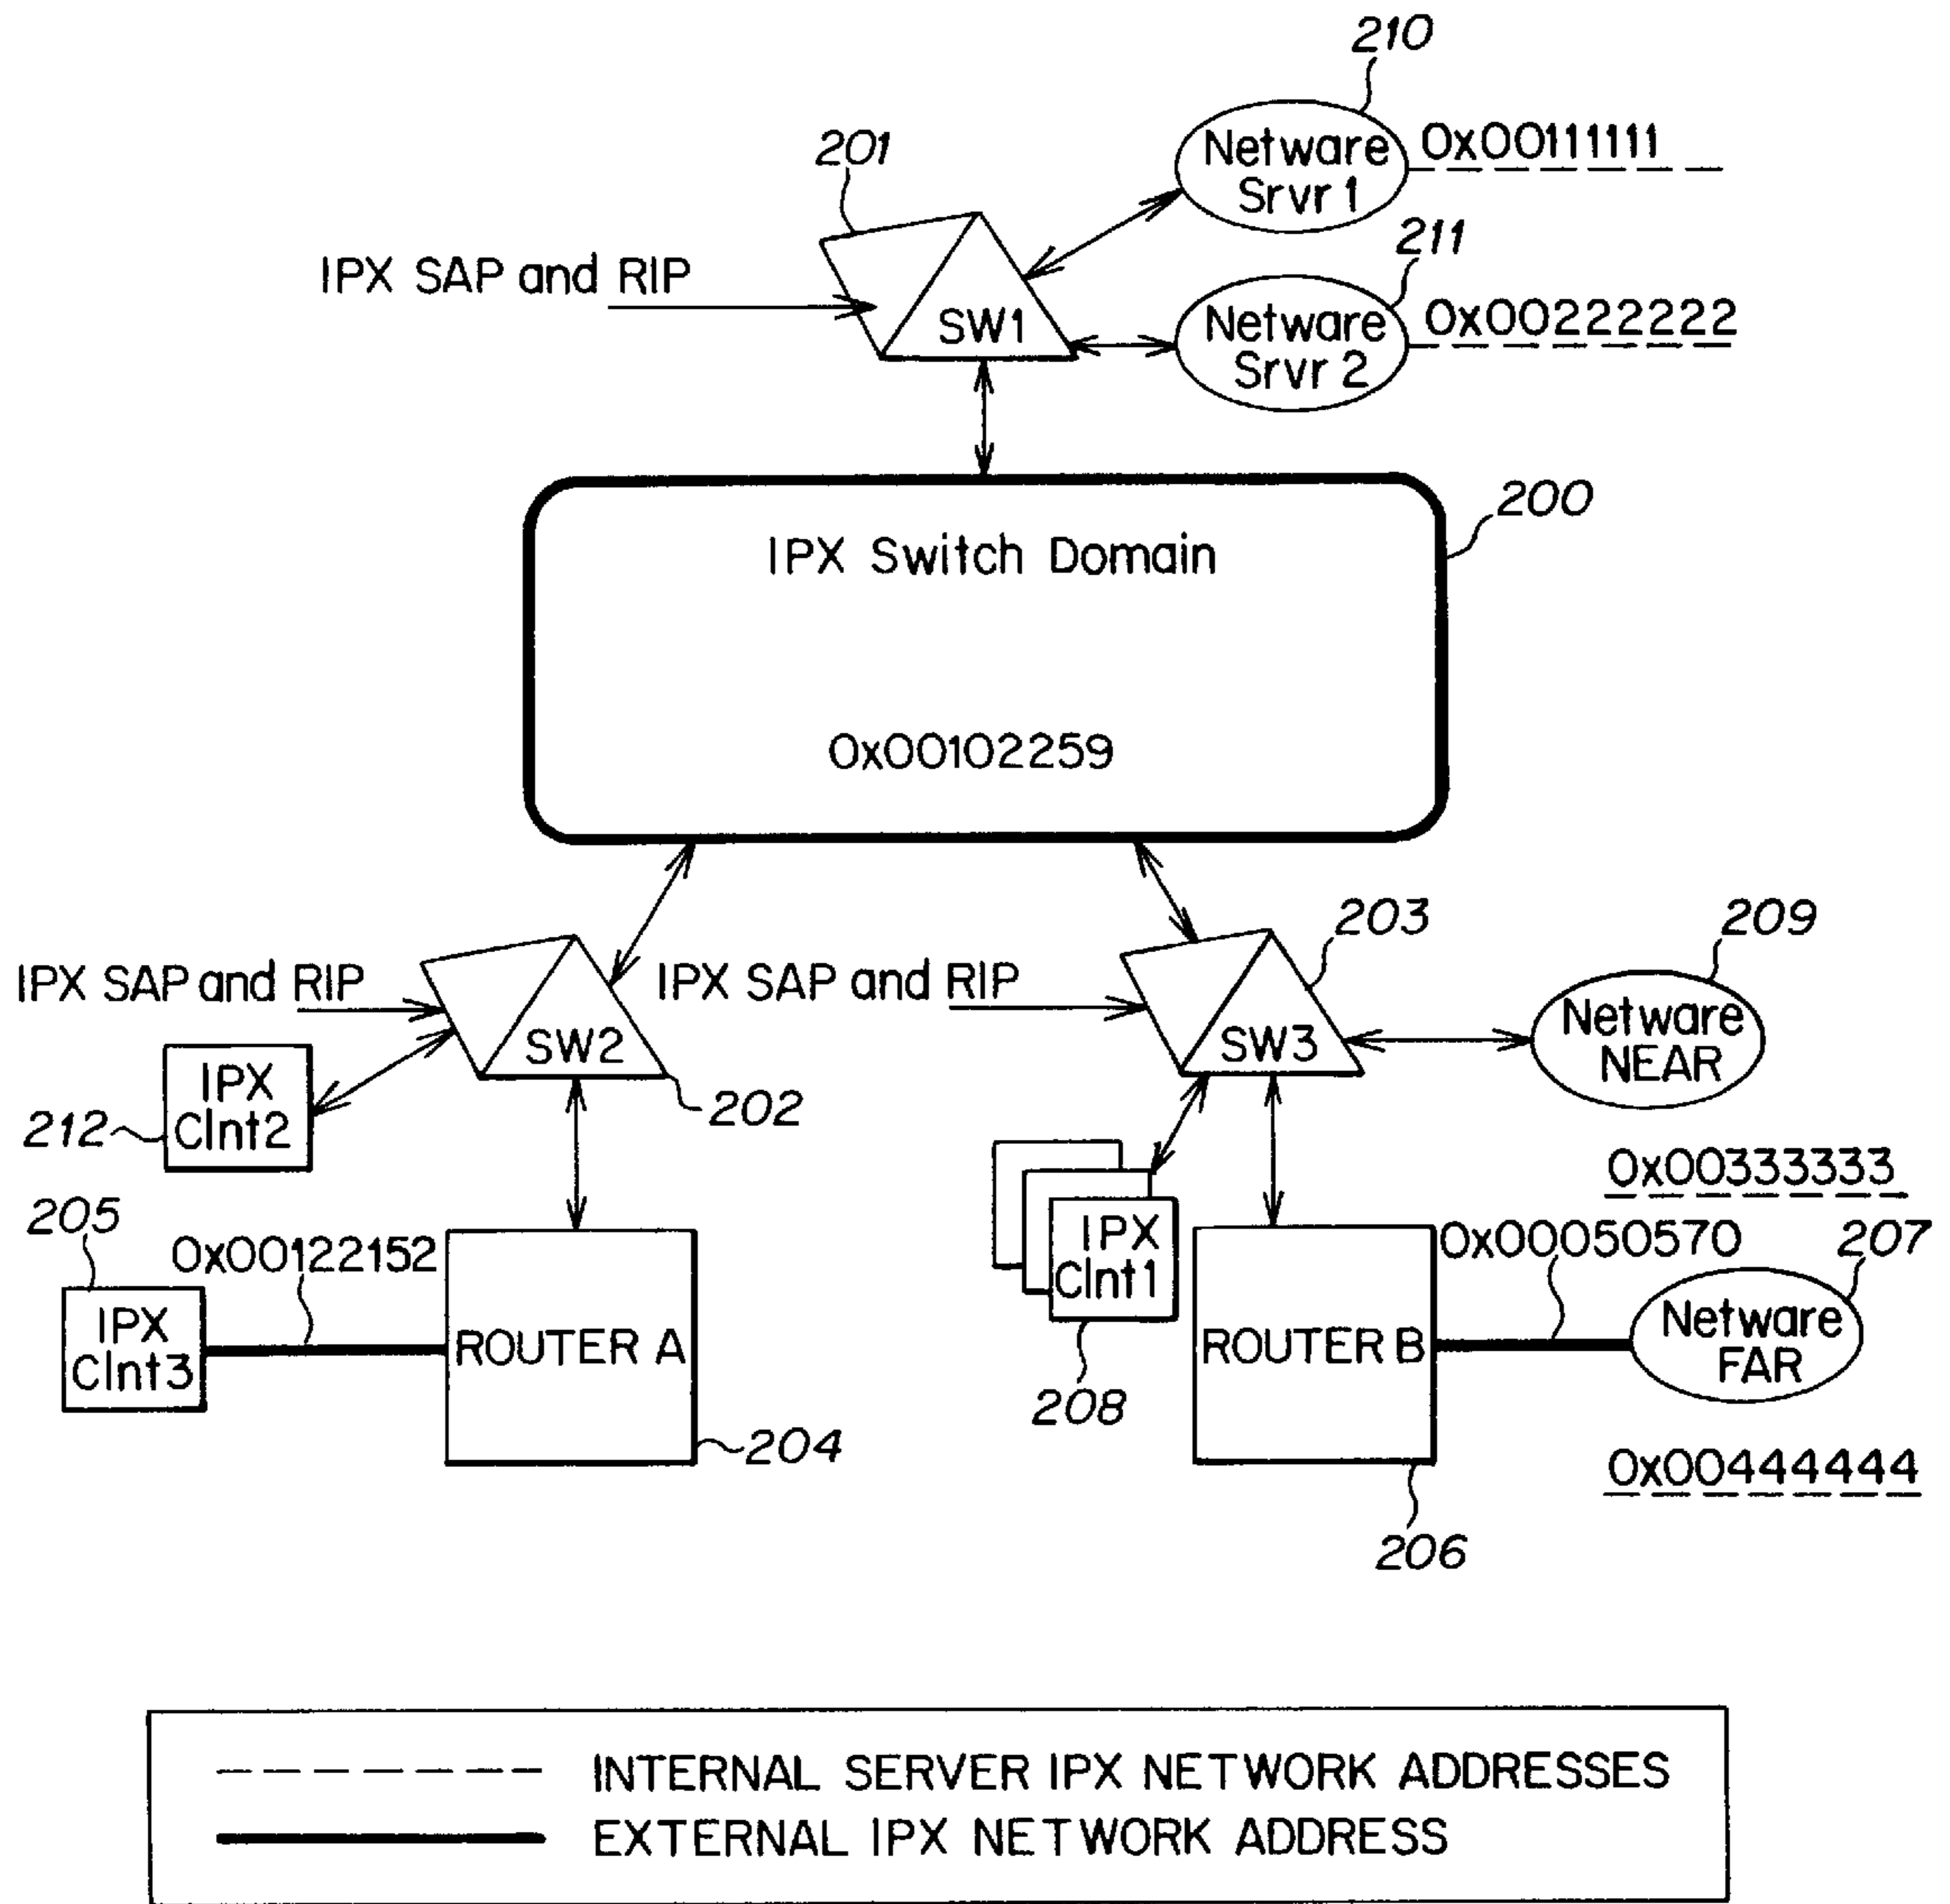 210
201
Netware
Srvr 1
0x00111111
211
IPX SAP and RIP
SW1
Netware
Srvr 2
0x00222222
200
IPX Switch Domain
0x00102259
203
209
IPX SAP and RIP
IPX SAP and RIP
SW2
SW3
Netware
NEAR
202
212
IPX
Clnt2
0x00333333
205
0x00122152
IPX
Clnt1
0x00050570
207
IPX
Clnt3
ROUTER A
ROUTER B
Netware
FAR
208
204
0x00444444
206
INTERNAL SERVER IPX NETWORK ADDRESSES
EXTERNAL IPX NETWORK ADDRESS